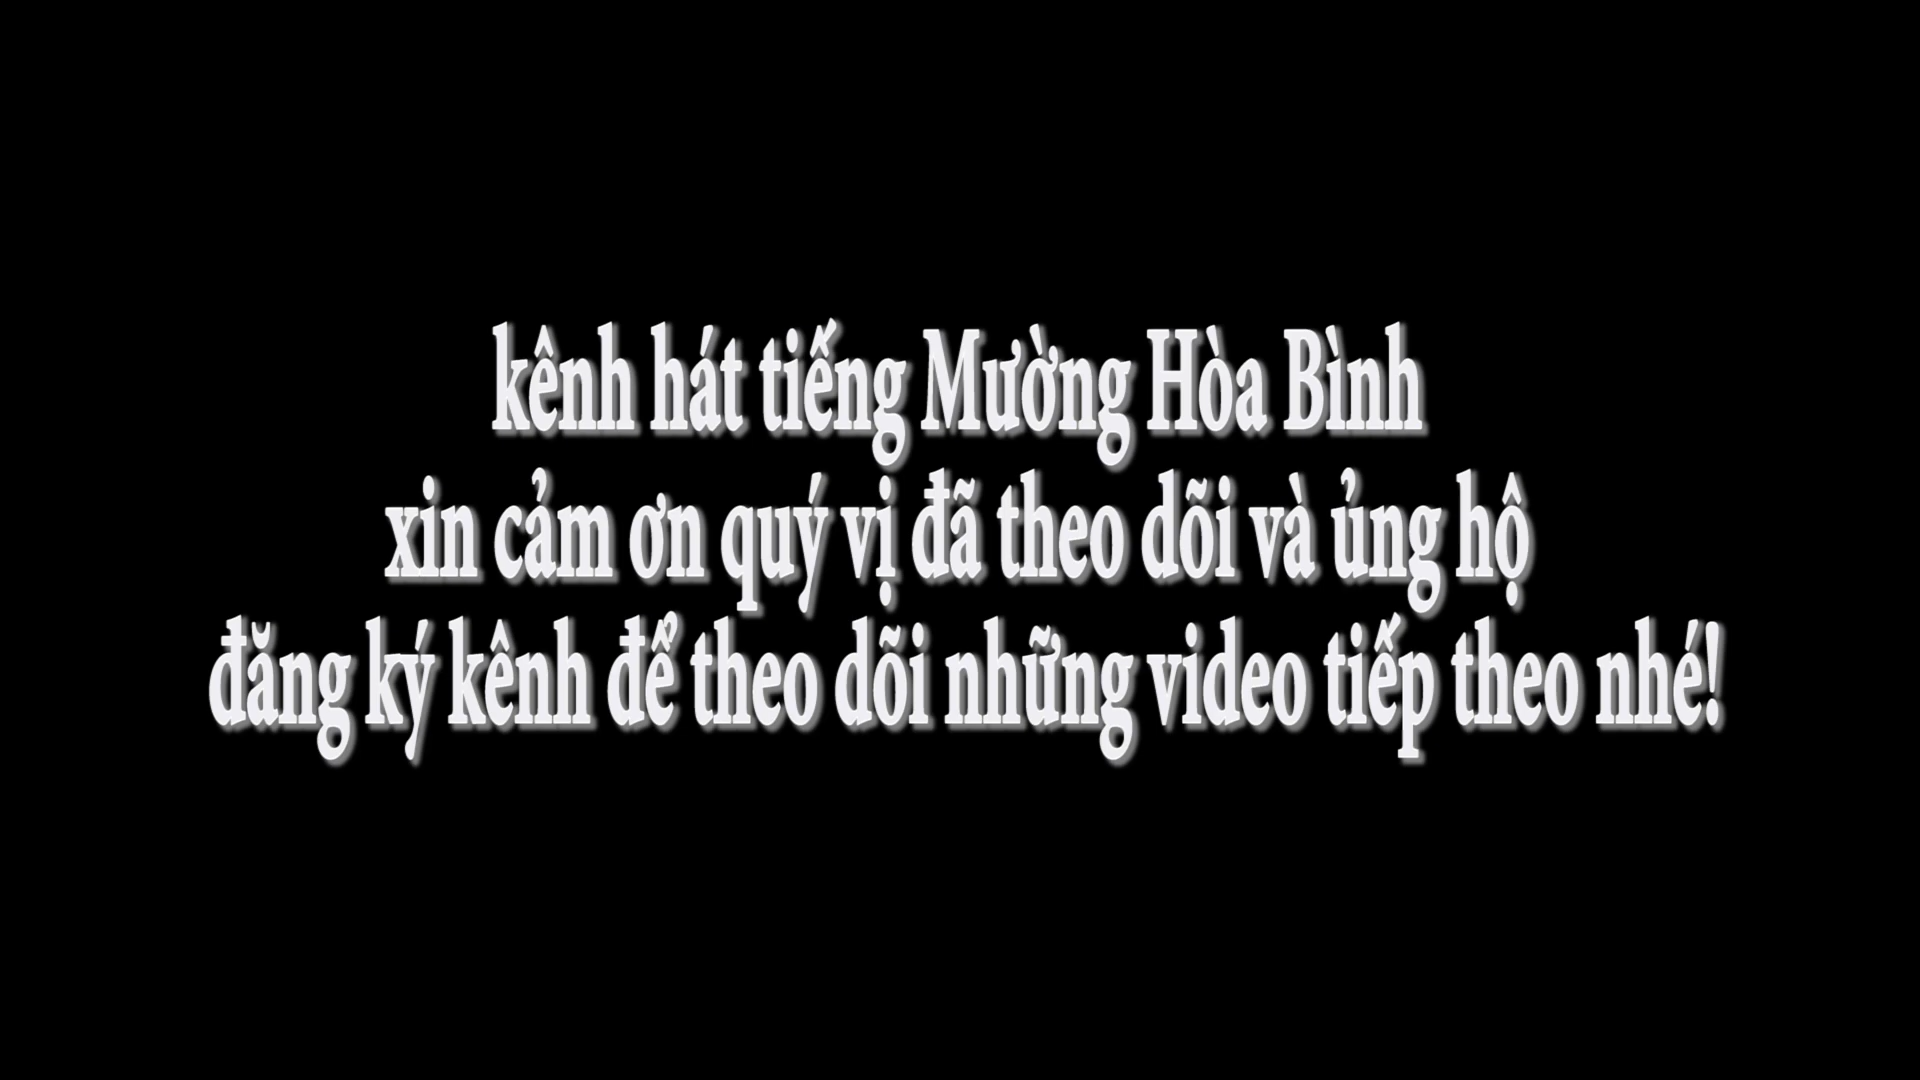 kênh hát tiếng Mường Hòa Bình
xin cảm ơn quý vị đã theo dõi và ủng hộ
đăng ký kênh để theo dõi những video tiếp theo nhé!